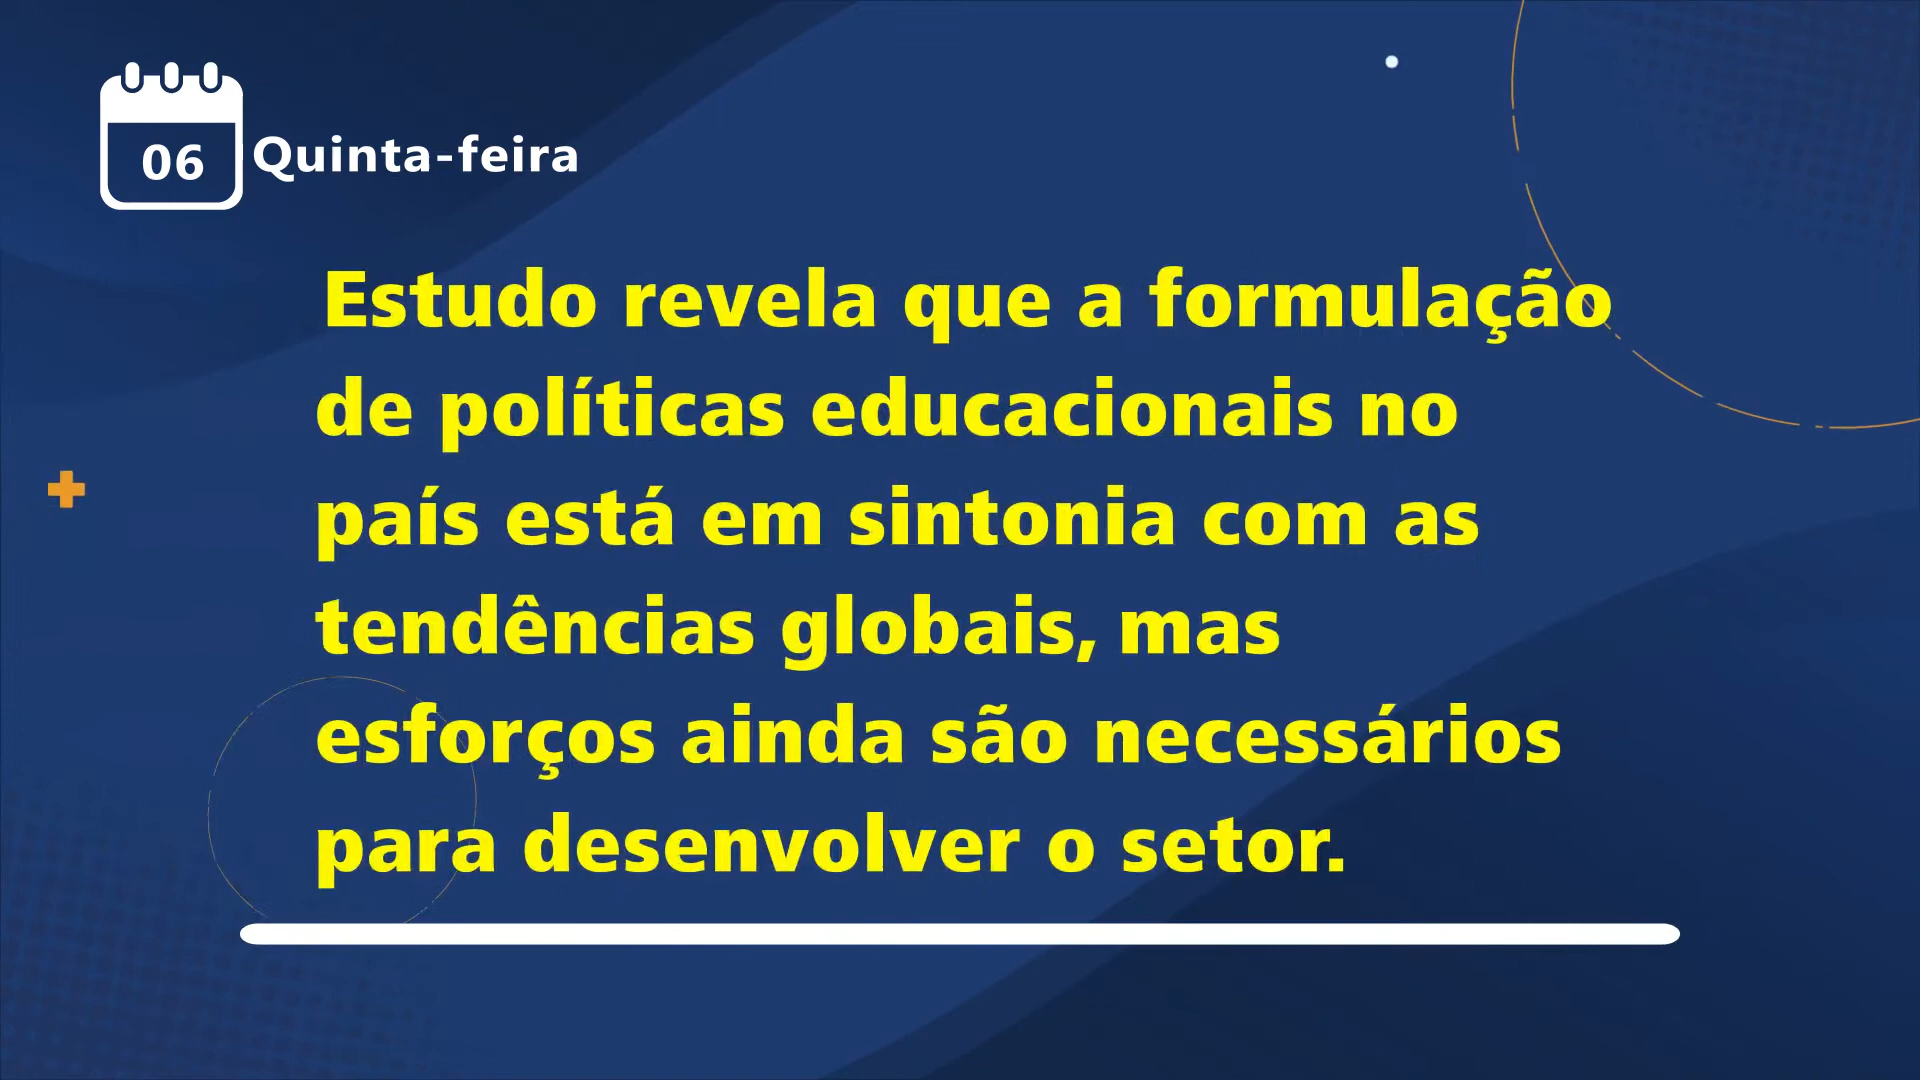 06 Quinta-feira
Estudo revela que a formulação
de políticas educacionais no
país está em sintonia com as
tendências globais, mas
esforços ainda são necessários
para desenvolver o setor.